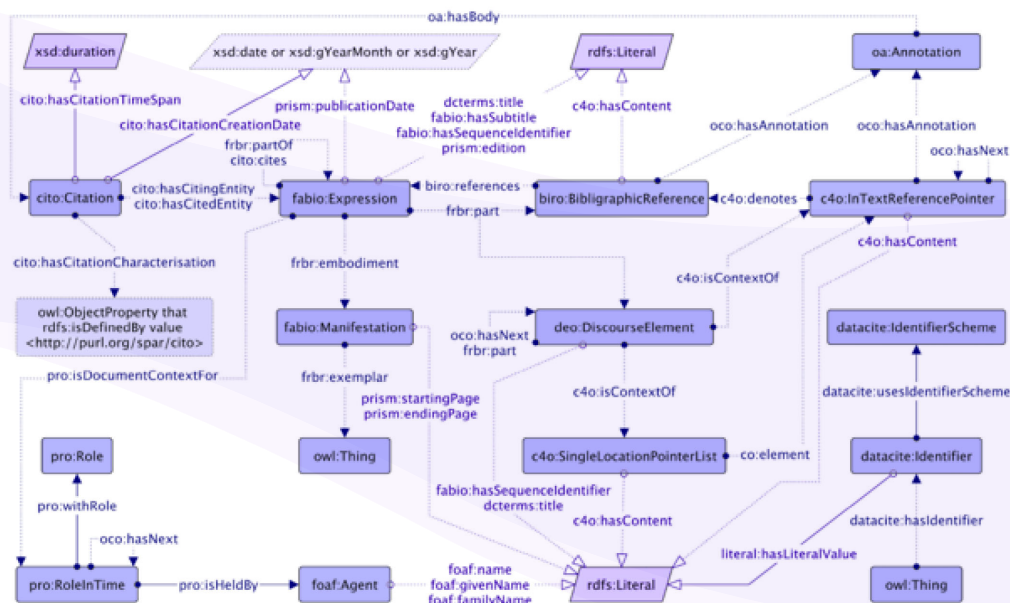 oa:hasBody
xsd:duration
xsd:date or xsd:gYearMonth or xsd:gYear
rdfs:Literal
oa:Annotation
cito:hasCitationTimeSpan
cito:hasCitationCreationDate
prism:publicationDate
dcterms:title
fabio:hasSubtitle
fabio:hasSequenceIdentifier
prism:edition
c4o:hasContent
oco:hasAnnotation
oco:hasAnnotation
frbr:partOf
cito:cites
oco:hasNext
cito:Citation
cito:hasCitingEntity
cito:hasCitedEntity
fabio:Expression
biro:references
frbr:part
biro:BibligraphicReference
c4o:denotes
c4o:InTextReferencePointer
c4o:hasContent
cito:hasCitationCharacterisation
frbr:embodiment
c4o:isContextOf
owl:ObjectProperty that
rdfs:isDefinedBy value
<http://purl.org/spar/cito>
fabio:Manifestation
oco:hasNext
frbr:part
deo:DiscourseElement
datacite:IdentifierScheme
pro:isDocumentContextFor
frbr:exemplar
prism:startingPage
prism:endingPage
c4o:isContextOf
datacite:usesIdentifierScheme
pro:Role
owl:Thing
c4o:SingleLocationPointerList
co:element
datacite:Identifier
pro:withRole
fabio:hasSequenceIdentifier
dcterms:title
c4o:hasContent
datacite:hasIdentifier
oco:hasNext
literal:hasLiteralValue
pro:RoleInTime
pro:isHeldBy
foaf:Agent
foaf:name
foaf:givenName
foaf:familyName
rdfs:Literal
owl:Thing